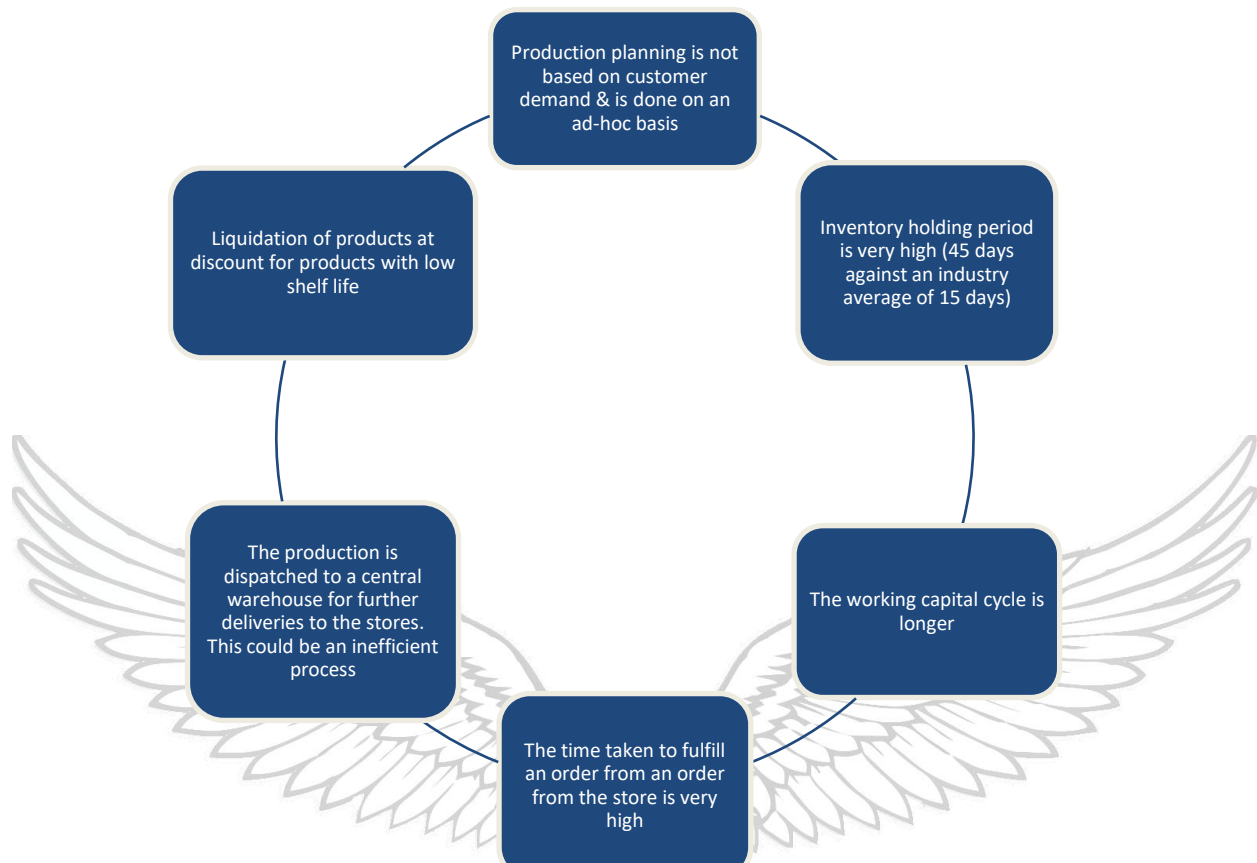 Production planning is not
based on customer
demand & is done on an
ad-hoc basis
Inventory holding period
is very high (45 days
against an industry
average of 15 days)
The working capital cycle is
longer
The time taken to fulfill
an order from an order
from the store is very
high
The production is
dispatched to a central
warehouse for further
deliveries to the stores.
This could be an inefficient
process
Liquidation of products at
discount for products with low
shelf life